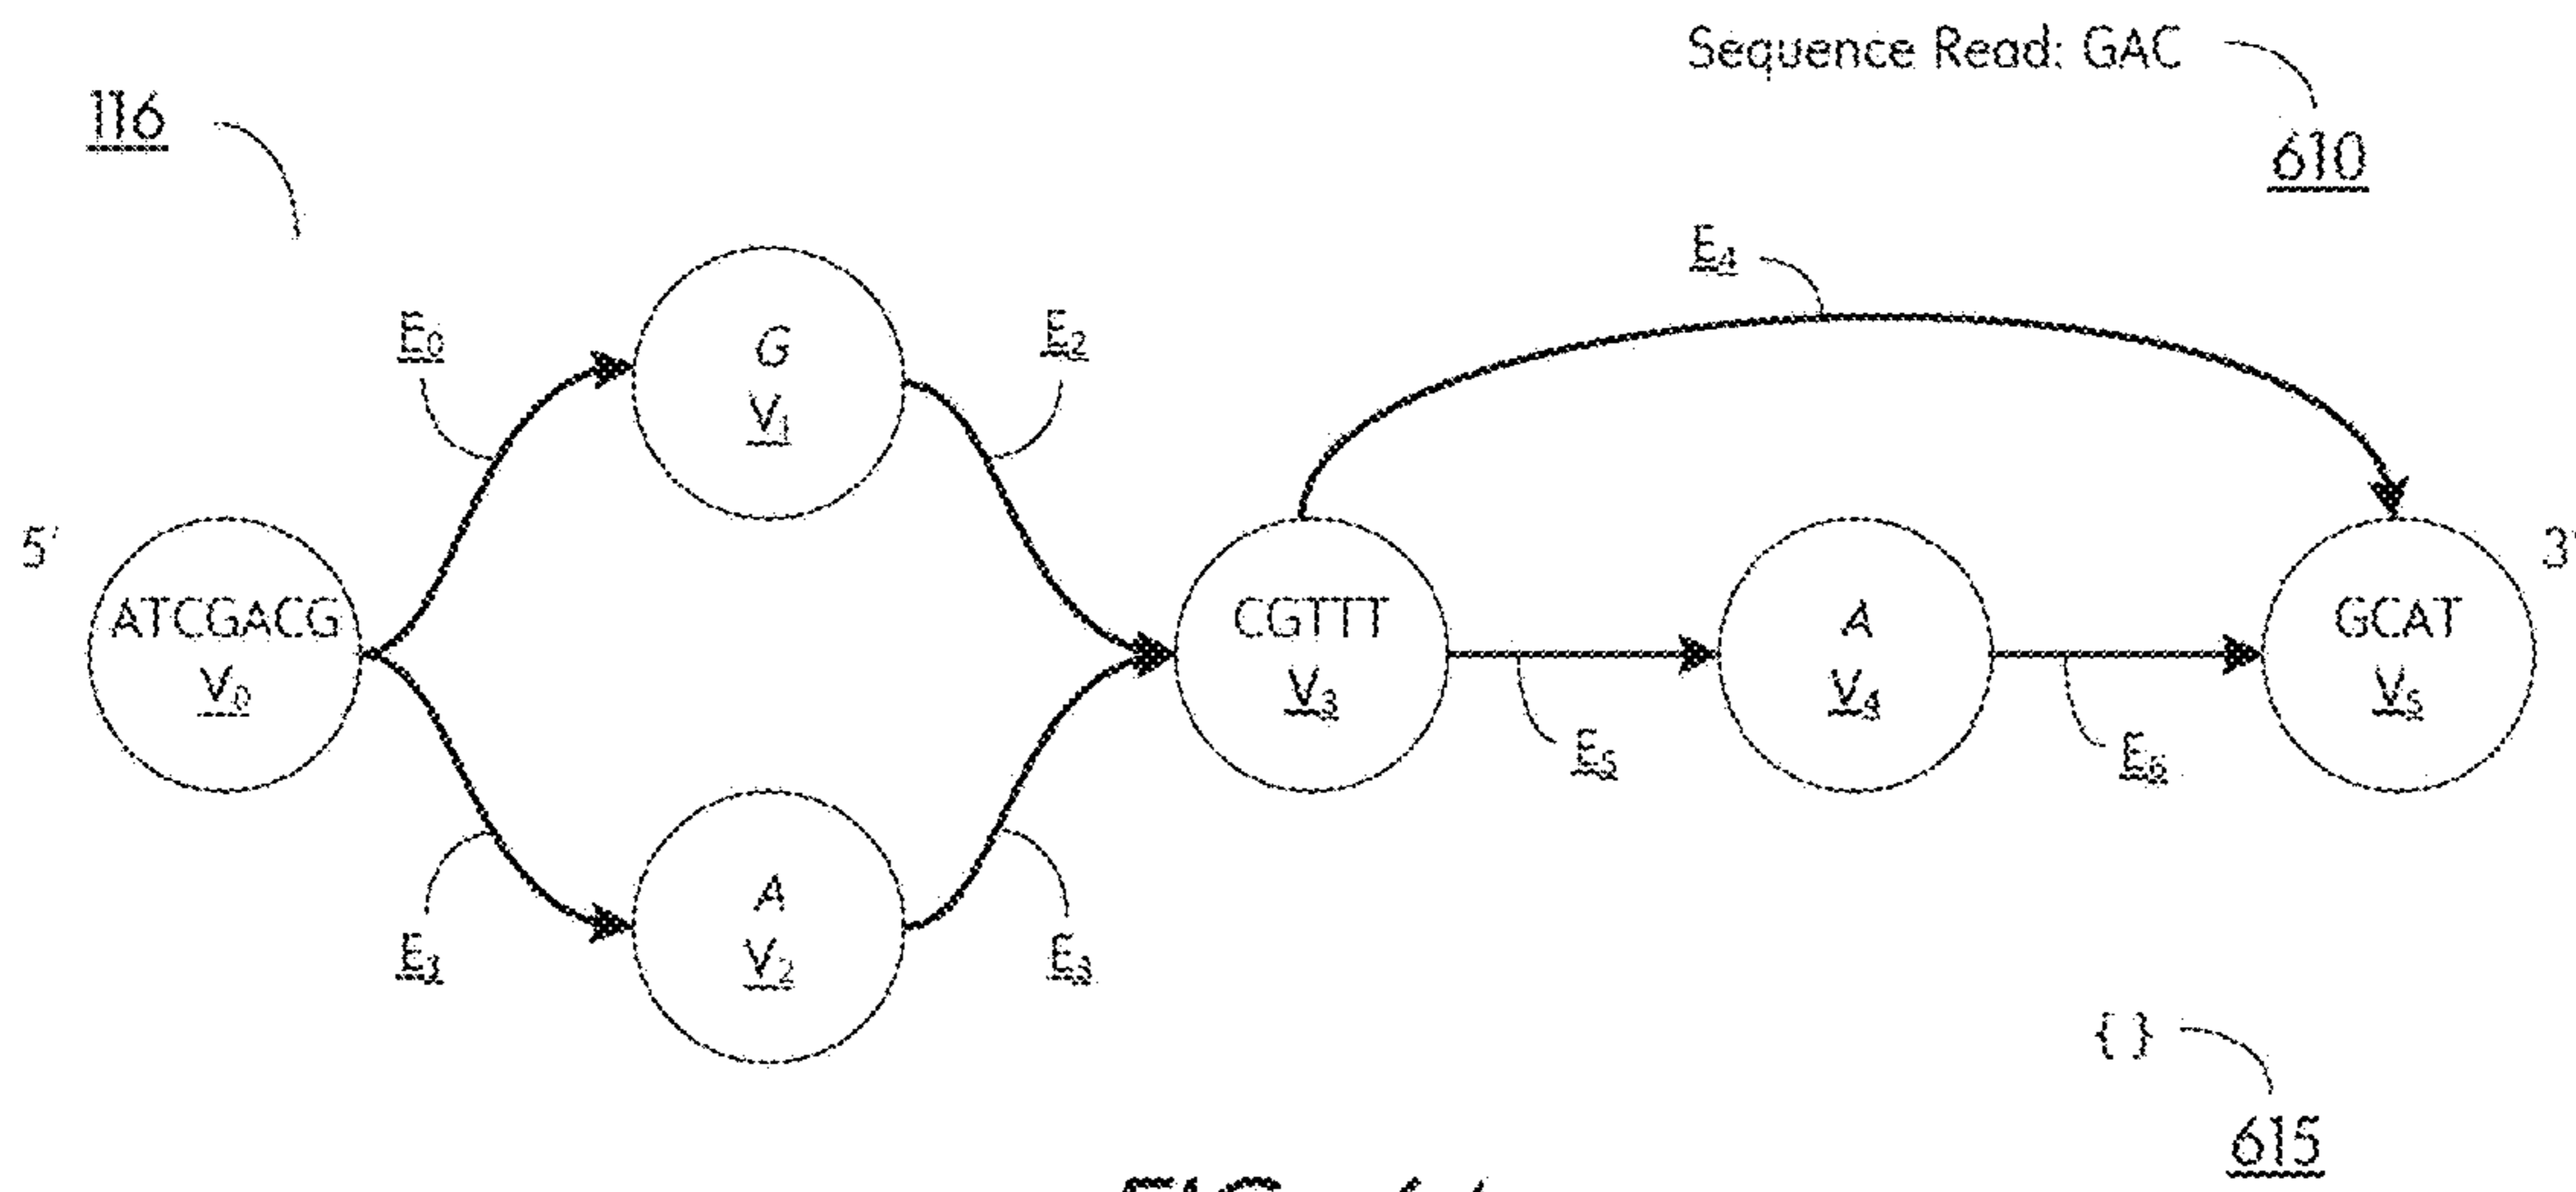 Sequence Read: GAC
116
610
E4
E0
E2
G
V1
5'
3'
ATCGACG
V0
CGTTT
V3
A
V4
GCAT
V5
E5
E6
A
V2
E1
E3
{ }
615